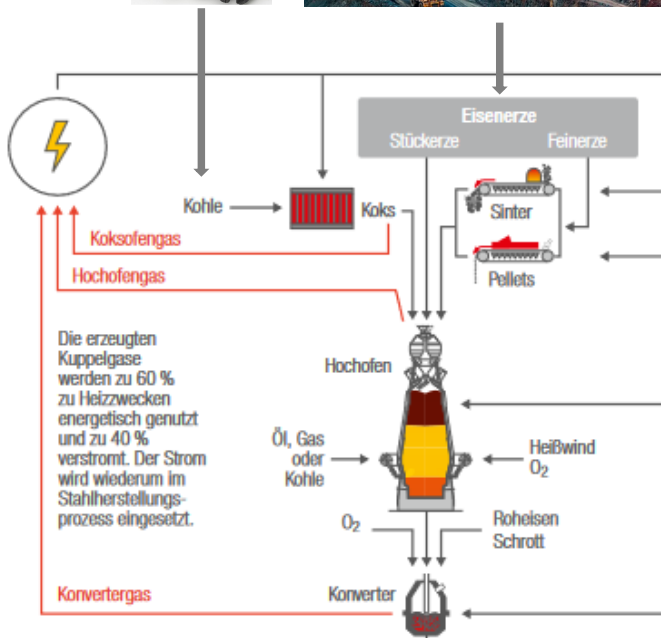 Eisenerze
Stückerze
Feinerze
Kohle
Koks
Sinter
Koksofengas
Hochofengas
Pellets
Die erzeugten
Kuppelgase
werden zu 60 %
zu Heizzwecken
energetisch genutzt
und zu 40 %
verstromt. Der Strom
wird wiederum im
Stahlherstellungs-
prozess eingesetzt.
Hochofen
Öl, Gas
oder
Kohle
Heißwind
O₂
O₂
Roheisen
Schrott
Konvertergas
Konverter